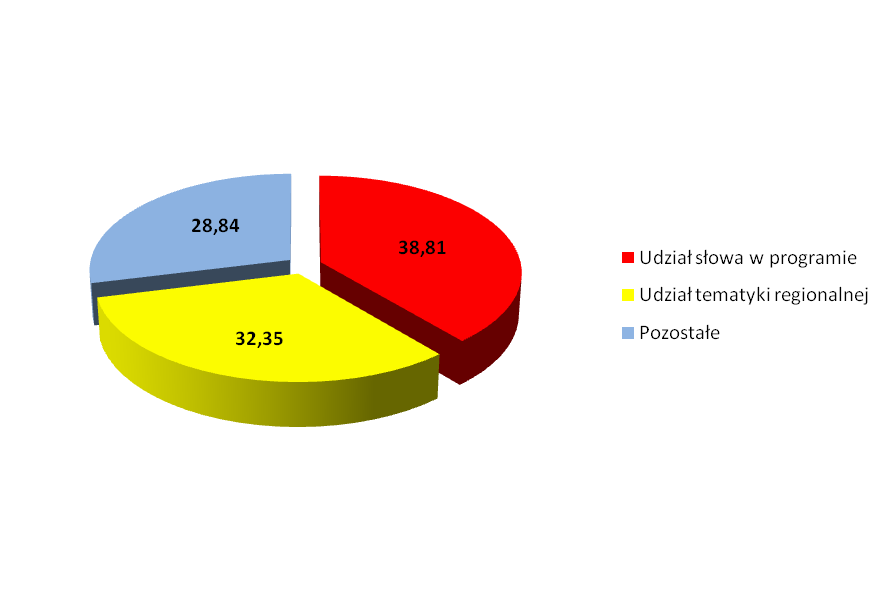 28,84
38,81
32,35
Udział słowa w programie
Udział tematyki regionalnej
Pozostałe